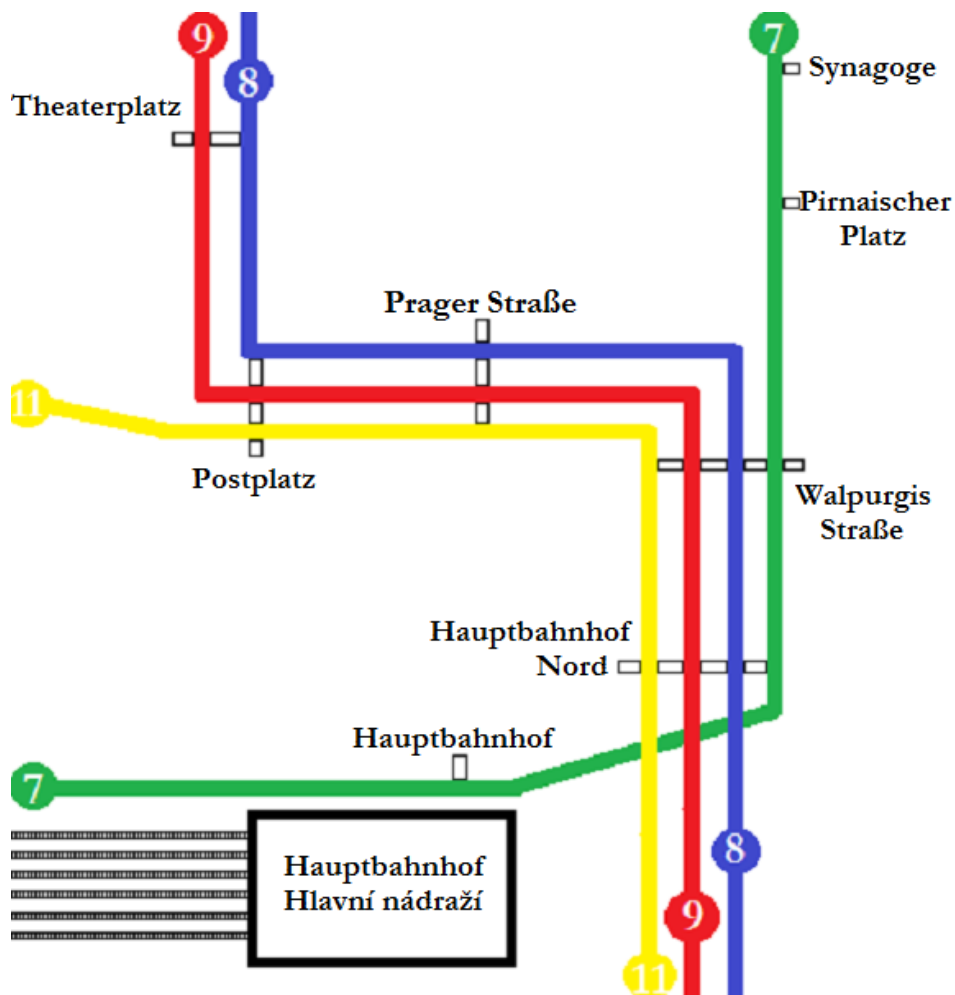 9
8
7
Synagoge
Theaterplatz
Pirnaischer
Platz
Prager Straße
11
Postplatz
Walpurgis
Straße
Hauptbahnhof
Nord
Hauptbahnhof
7
8
Hauptbahnhof
Hlavní nádraží
9
11